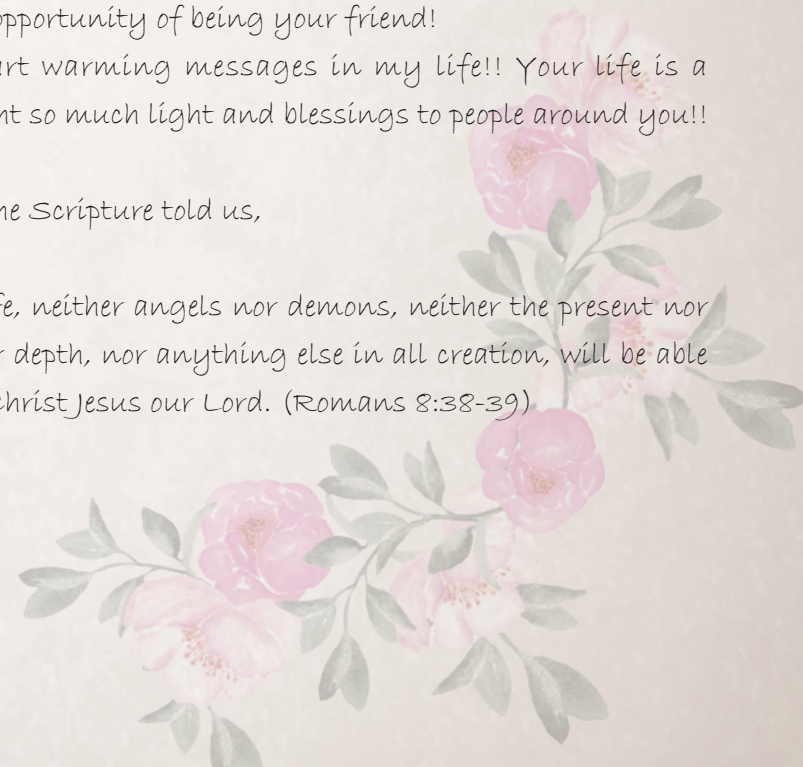 opportunity of being your friend!
art warming messages in my life!! Your life is a
nt so much light and blessings to people around you!!
he Scripture told us,
fe, neither angels nor demons, neither the present nor
r depth, nor anything else in all creation, will be able
Christ Jesus our Lord. (Romans 8:38-39)